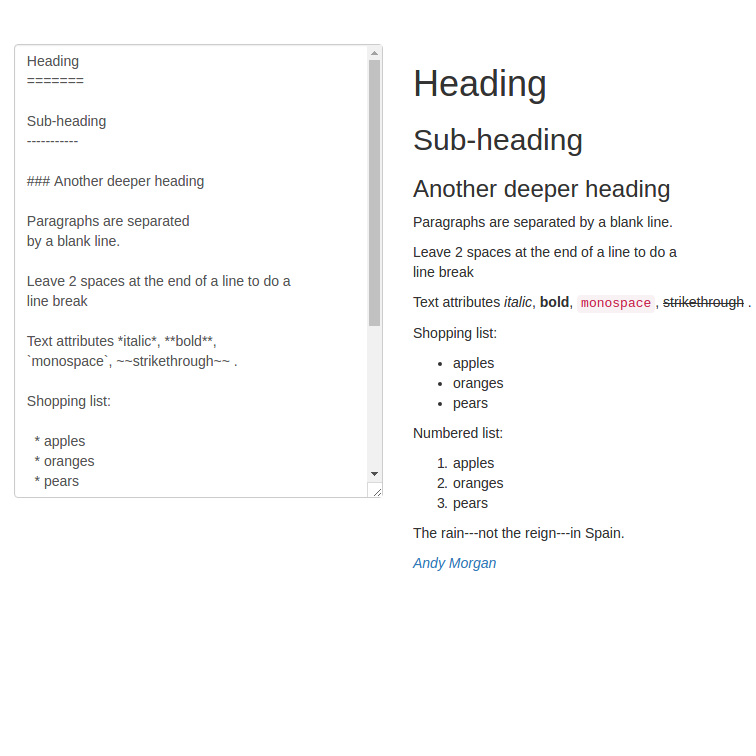 Heading
=======
Sub-heading
-----------
### Another deeper heading
Paragraphs are separated
by a blank line.
Leave 2 spaces at the end of a line to do a
line break
Text attributes *italic*, **bold**,
`monospace`, ~~strikethrough~~ .
Shopping list:
* apples
* oranges
* pears
Heading
Sub-heading
Another deeper heading
Paragraphs are separated by a blank line.
Leave 2 spaces at the end of a line to do a
line break
Text attributes italic, bold, monospace, strikethrough .
Shopping list:
• apples
• oranges
• pears
Numbered list:
1. apples
2. oranges
3. pears
The rain---not the reign---in Spain.
Andy Morgan